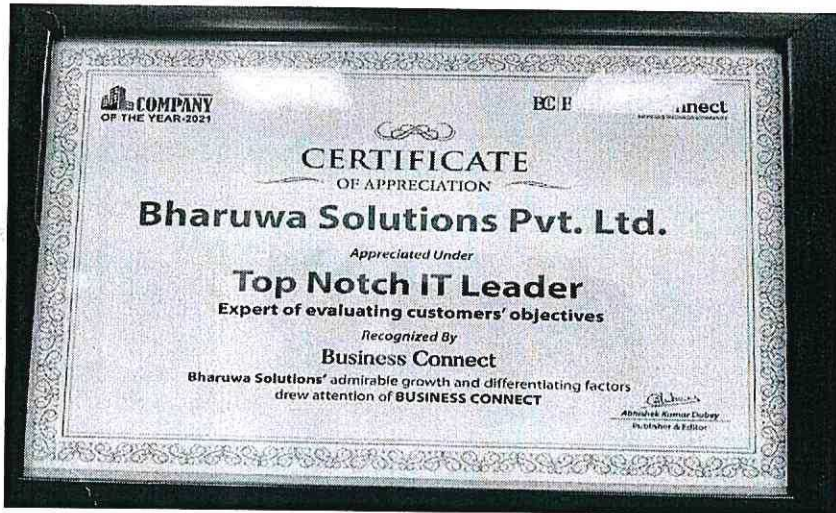 COMPANY
OF THE YEAR-2021
BC
CERTIFICATE
OF APPRECIATION
Bharuwa Solutions Pvt. Ltd.
Appreciated Under
Top Notch IT Leader
Expert of evaluating customers' objectives
Recognized By
Business Connect
Bharuwa Solutions' admirable growth and differentiating factors
drew attention of BUSINESS CONNECT
Abhishek Kumar Dubey
Publisher & Editor